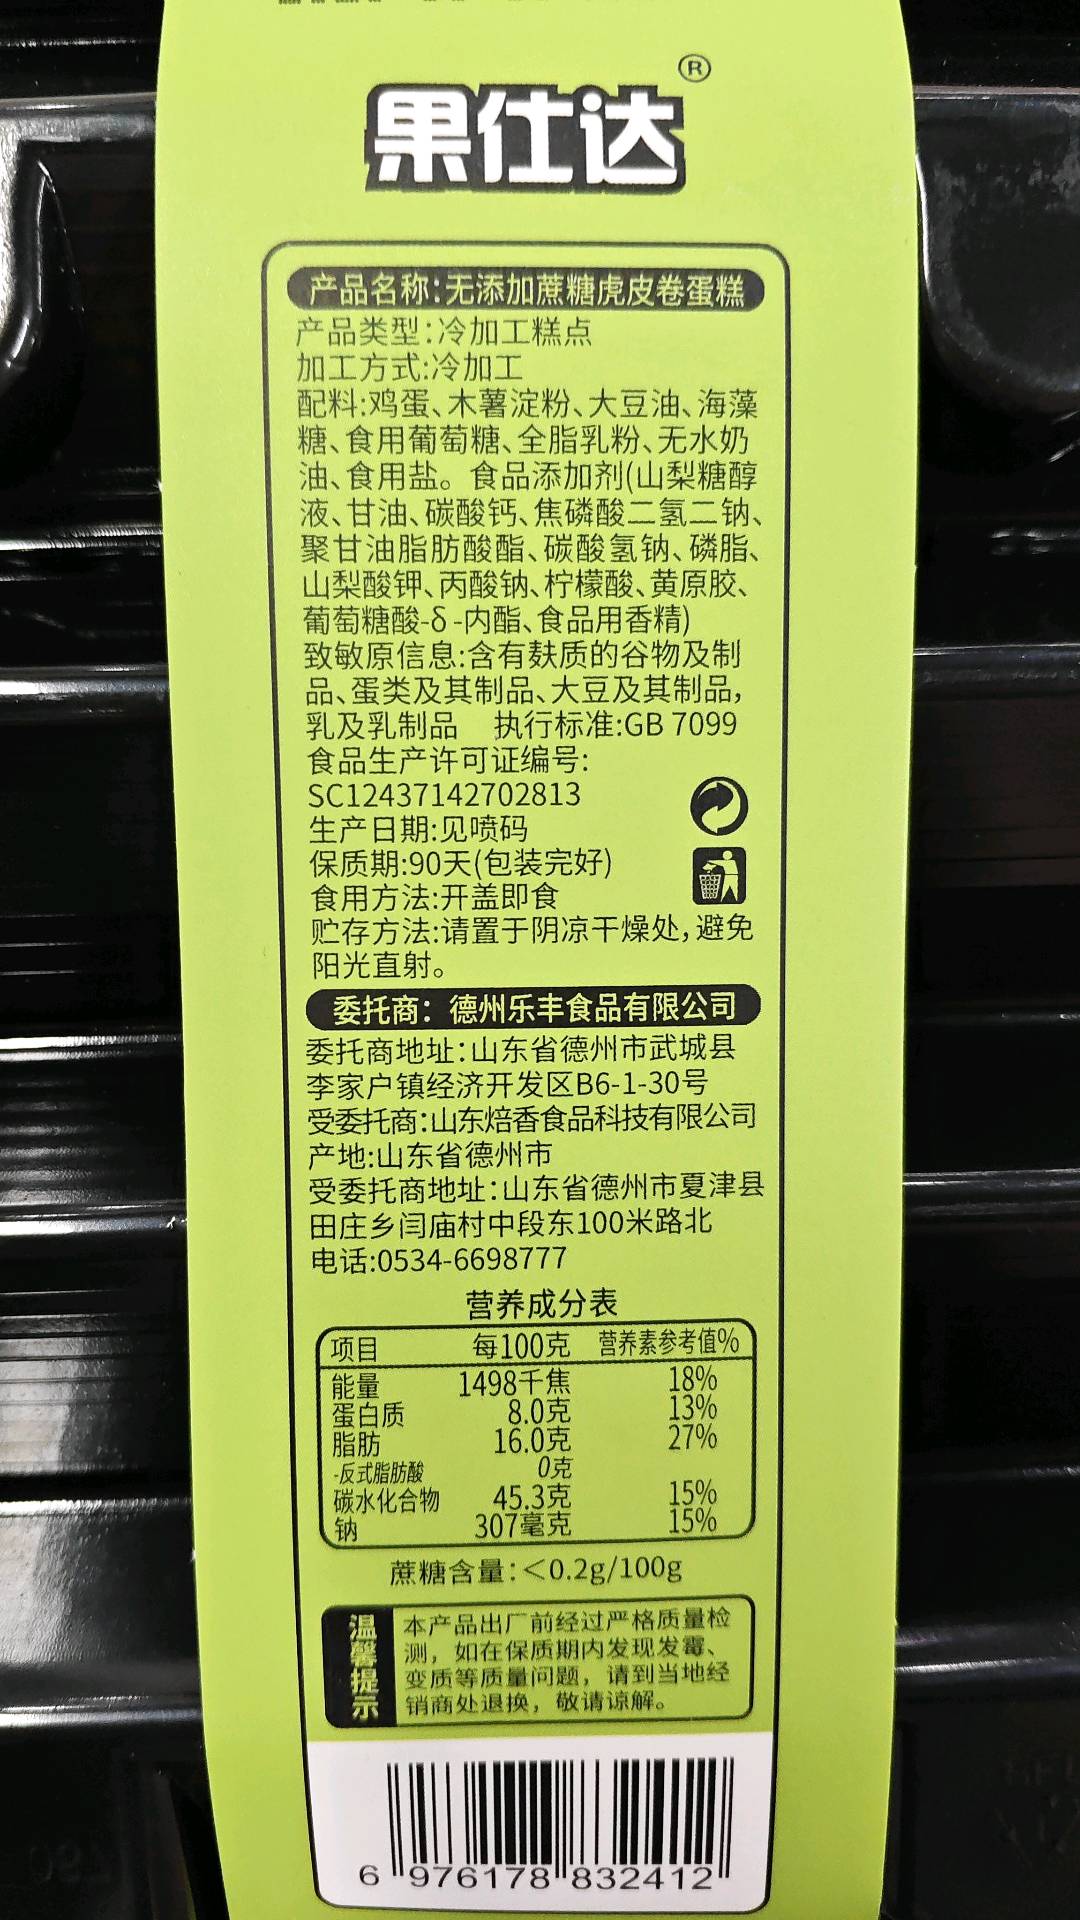 果仕达®
产品名称:无添加蔗糖虎皮卷蛋糕
产品类型:冷加工糕点
加工方式:冷加工
配料:鸡蛋、木薯淀粉、大豆油、海藻
糖、食用葡萄糖、全脂乳粉、无水奶
油、食用盐。食品添加剂(山梨糖醇
液、甘油、碳酸钙、焦磷酸二氢二钠、
聚甘油脂肪酸酯、碳酸氢钠、磷脂、
山梨酸钾、丙酸钠、柠檬酸、黄原胶、
葡萄糖酸-δ-内酯、食品用香精)
致敏原信息:含有麸质的谷物及制
品、蛋类及其制品、大豆及其制品,
乳及乳制品 执行标准:GB 7099
食品生产许可证编号:
SC12437142702813
生产日期:见喷码
保质期:90天(包装完好)
食用方法:开盖即食
贮存方法:请置于阴凉干燥处,避免
阳光直射。
委托商:德州乐丰食品有限公司
委托商地址:山东省德州市武城县
李家户镇经济开发区B6-1-30号
受委托商:山东焙香食品科技有限公司
产地:山东省德州市
受委托商地址:山东省德州市夏津县
田庄乡闫庙村中段东100米路北
电话:0534-6698777
营养成分表
项目 每100克 营养素参考值%
能量 1498千焦 18%
蛋白质 8.0克 13%
脂肪 16.0克 27%
-反式脂肪酸 0克
碳水化合物 45.3克 15%
钠 307毫克 15%
蔗糖含量:<0.2g/100g
温馨提示
本产品出厂前经过严格质量检
测,如在保质期内发现发霉、
变质等质量问题,请到当地经
销商处退换,敬请谅解。
6 976178 832412